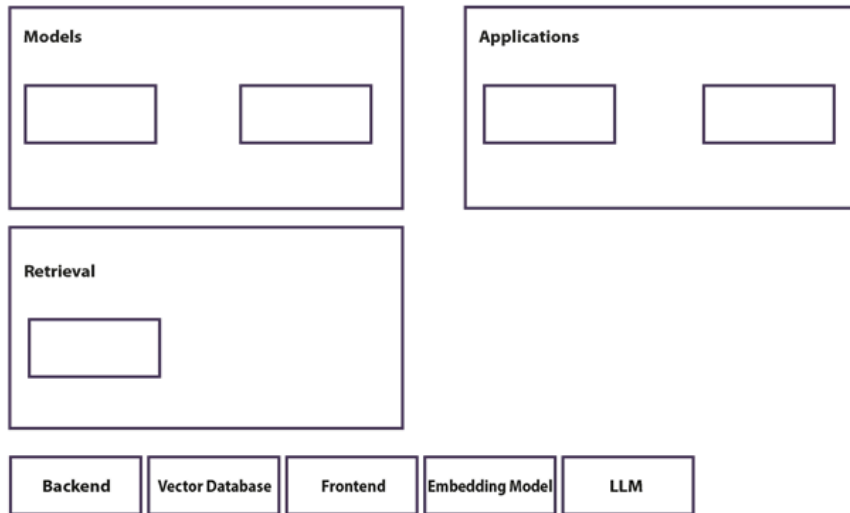 Models
Applications
Retrieval
Backend
Vector Database
Frontend
Embedding Model
LLM